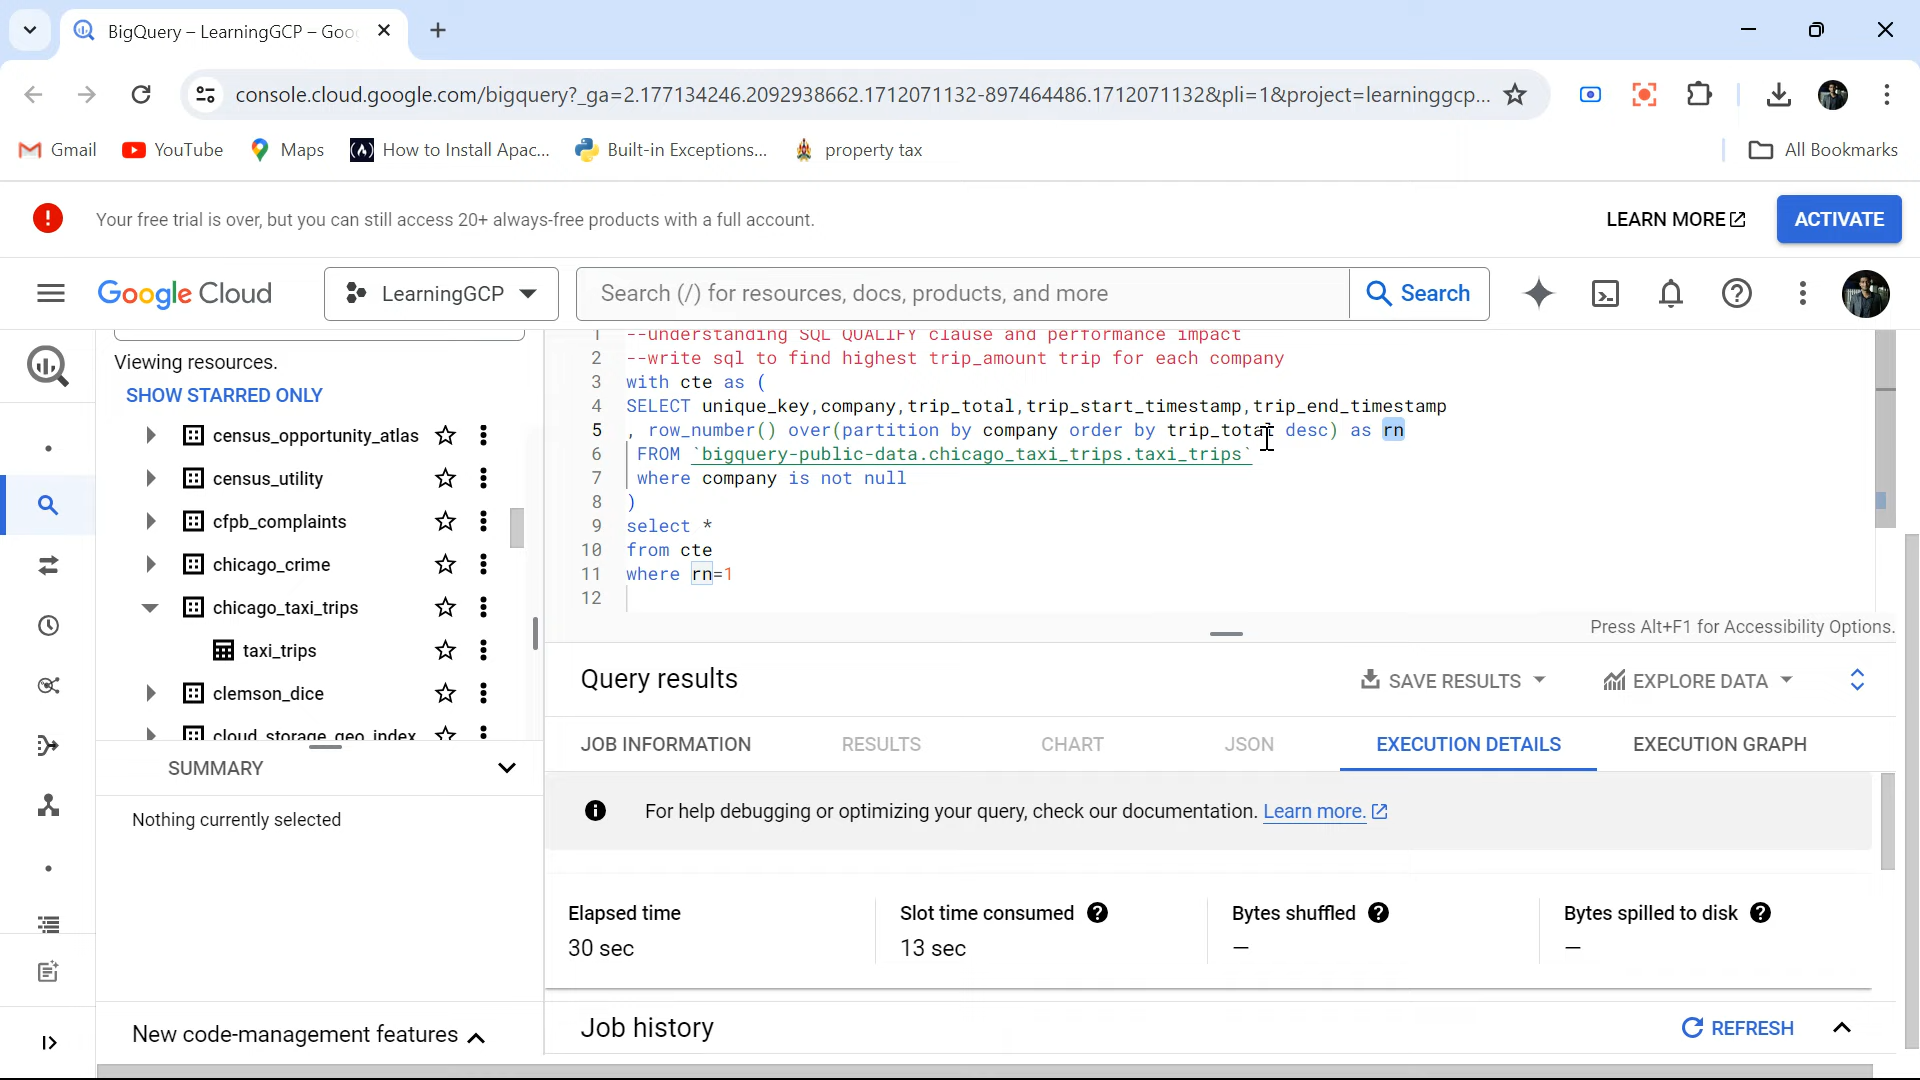 BigQuery – LearningGCP – Goo
console.cloud.google.com/bigquery?_ga=2.177134246.2092938662.1712071132-897464486.1712071132&pli=1&project=learninggcp...
Gmail
YouTube
Maps
How to Install Apac...
Built-in Exceptions...
property tax
All Bookmarks
Your free trial is over, but you can still access 20+ always-free products with a full account.
LEARN MORE
ACTIVATE
Google Cloud
LearningGCP
Search (/) for resources, docs, products, and more
Search
Viewing resources.
SHOW STARRED ONLY
census_opportunity_atlas
census_utility
cfpb_complaints
chicago_crime
chicago_taxi_trips
taxi_trips
clemson_dice
cloud_storage_geo_index
SUMMARY
Nothing currently selected
New code-management features
1 --understanding SQL QUALIFY clause and performance impact
2 --write sql to find highest trip_amount trip for each company
3 with cte as (
4 SELECT unique_key,company,trip_total,trip_start_timestamp,trip_end_timestamp
5 , row_number() over(partition by company order by trip_total desc) as rn
6 FROM `bigquery-public-data.chicago_taxi_trips.taxi_trips`
7 where company is not null
8 )
9 select *
10 from cte
11 where rn=1
12
Press Alt+F1 for Accessibility Options.
Query results
SAVE RESULTS
EXPLORE DATA
JOB INFORMATION
RESULTS
CHART
JSON
EXECUTION DETAILS
EXECUTION GRAPH
For help debugging or optimizing your query, check our documentation. Learn more.
Elapsed time
30 sec
Slot time consumed
13 sec
Bytes shuffled
—
Bytes spilled to disk
—
Job history
REFRESH